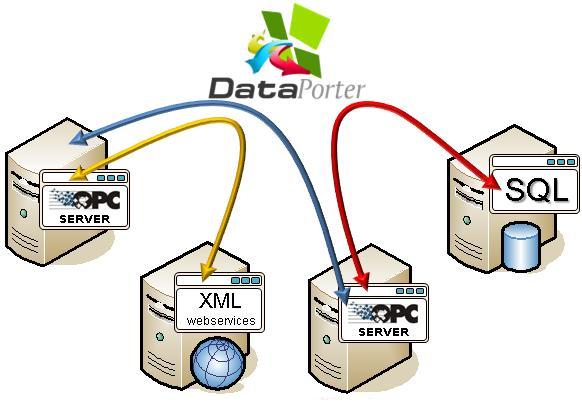 DataPorter
OPC
SERVER
SQL
XML
webservices
OPC
SERVER